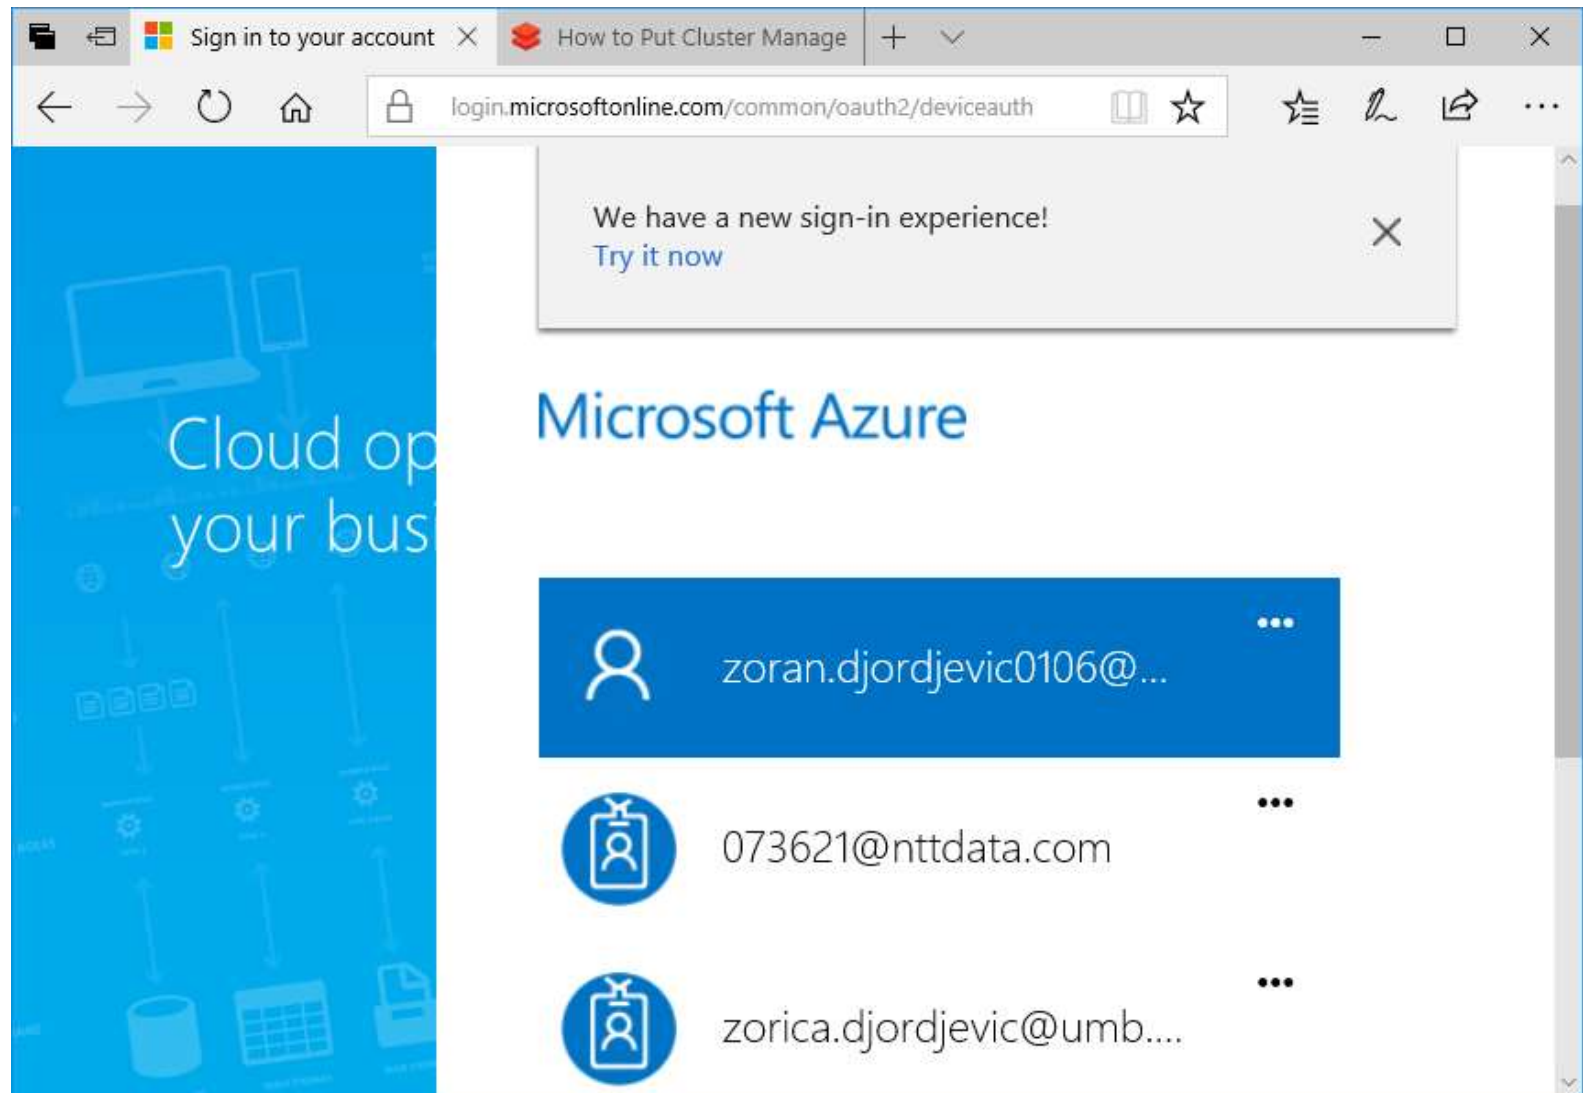 Sign in to your account
How to Put Cluster Manage
login.microsoftonline.com/common/oauth2/deviceauth
We have a new sign-in experience!
Try it now
Microsoft Azure
Cloud op
your busi
zoran.djordjevic0106@...
073621@nttdata.com
zorica.djordjevic@umb....